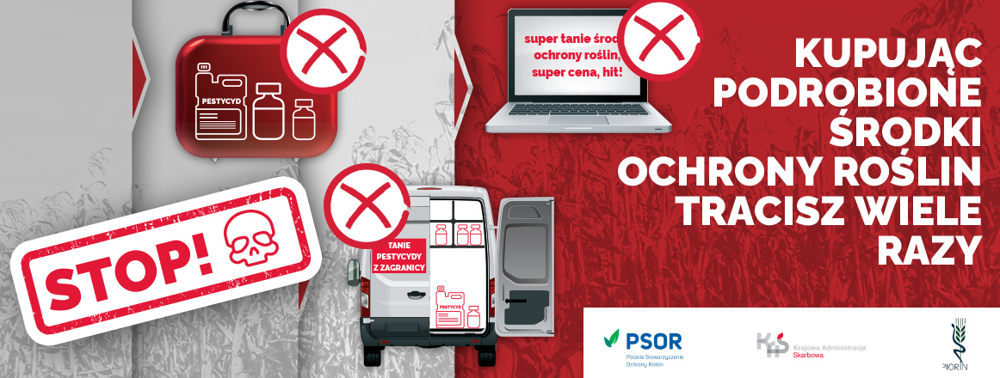 PESTYCYD
super tanie środ
ochrony roślin,
super cena, hit!
KUPUJĄC
PODROBIONE
ŚRODKI
OCHRONY ROŚLIN
TRACISZ WIELE
RAZY
STOP!
TANIE
PESTYCYDY
Z ZAGRANICY
PESTYCYD
PSOR
Polskie Stowarzyszenie
Ochrony Roślin
KAS
Krajowa Administracja
Skarbowa
PIORIN